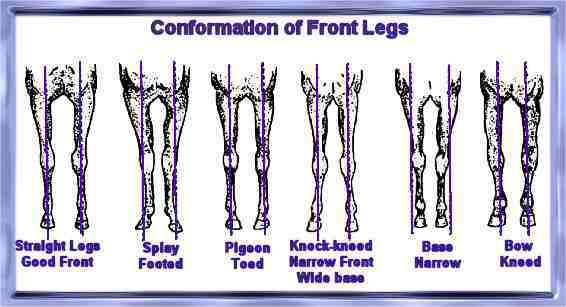 Conformation of Front Legs
Straight Legs
Good Front
Splay
Footed
Pigeon
Toed
Knock-kneed
Narrow Front
Wide base
Base
Narrow
Bow
Kneed